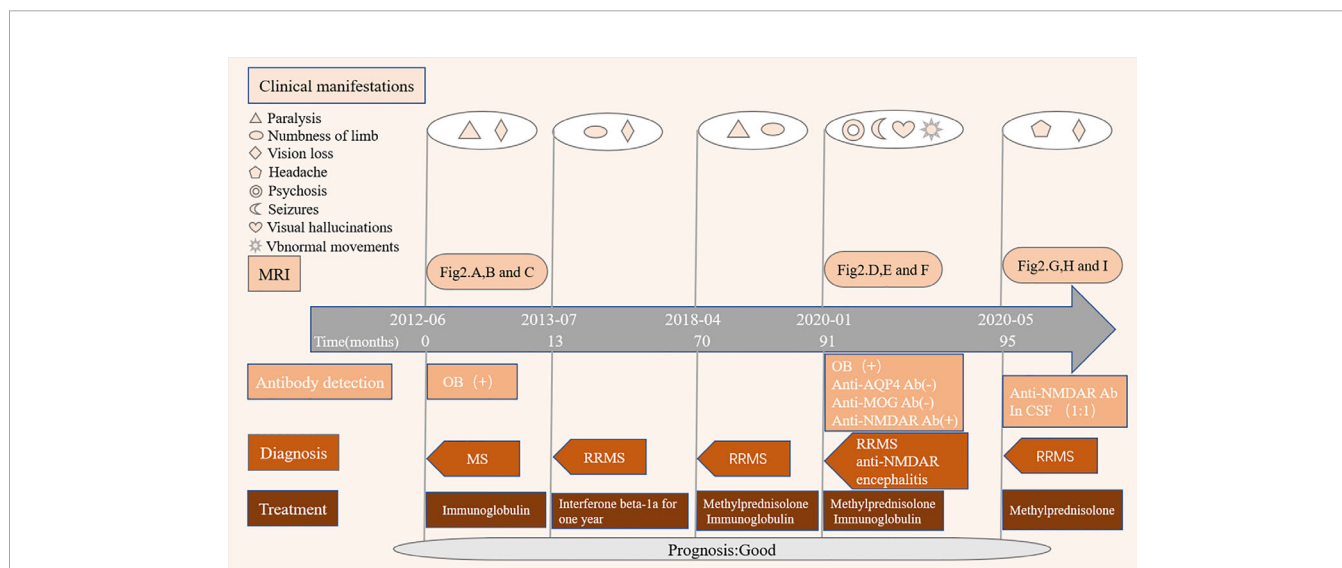 Clinical manifestations
Paralysis
Numbness of limb
Vision loss
Headache
Psychosis
Seizures
Visual hallucinations
Vbnormal movements
MRI
Fig2.A,B and C
Fig2.D,E and F
Fig2.G,H and I
2012-06 2013-07 2018-04 2020-01 2020-05
Time(months) 0 13 70 91 95
Antibody detection
OB (+)
OB (+)
Anti-AQP4 Ab(-)
Anti-MOG Ab(-)
Anti-NMDAR Ab(+)
Anti-NMDAR Ab
In CSF (1:1)
Diagnosis
MS
RRMS
RRMS
RRMS
anti-NMDAR
encephalitis
RRMS
Treatment
Immunoglobulin
Interferone beta-1a for
one year
Methylprednisolone
Immunoglobulin
Methylprednisolone
Immunoglobulin
Methylprednisolone
Prognosis:Good